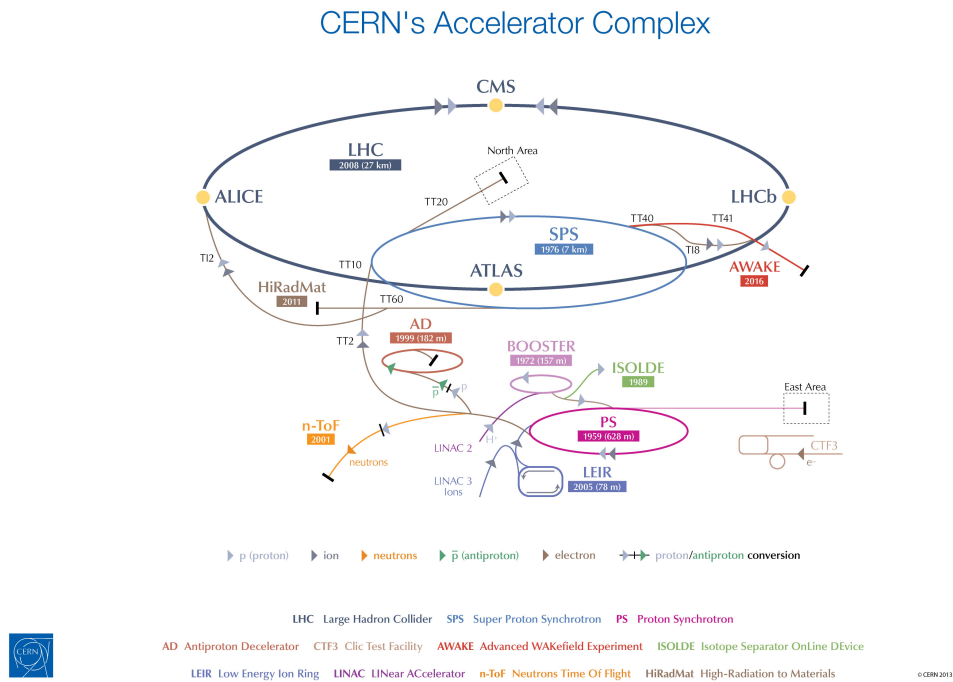 CERN's Accelerator Complex
CMS
LHC
2008 (27 km)
North Area
ALICE
LHCb
TT20
TT40
TT41
SPS
1976 (7 km)
TI2
TT10
TI8
ATLAS
AWAKE
2016
HiRadMat
2011
TT60
AD
1999 (182 m)
TT2
BOOSTER
1972 (157 m)
ISOLDE
1989
p̅
p
East Area
n-ToF
2001
PS
1959 (628 m)
H⁺
LINAC 2
neutrons
CTF3
e-
LEIR
2005 (78 m)
LINAC 3
Ions
p (proton) ion neutrons p̅ (antiproton) electron proton/antiproton conversion
LHC Large Hadron Collider SPS Super Proton Synchrotron PS Proton Synchrotron
AD Antiproton Decelerator CTF3 Clic Test Facility AWAKE Advanced WAKefield Experiment ISOLDE Isotope Separator OnLine DEvice
LEIR Low Energy Ion Ring LINAC LINear ACcelerator n-ToF Neutrons Time Of Flight HiRadMat High-Radiation to Materials
CERN
© CERN 2013